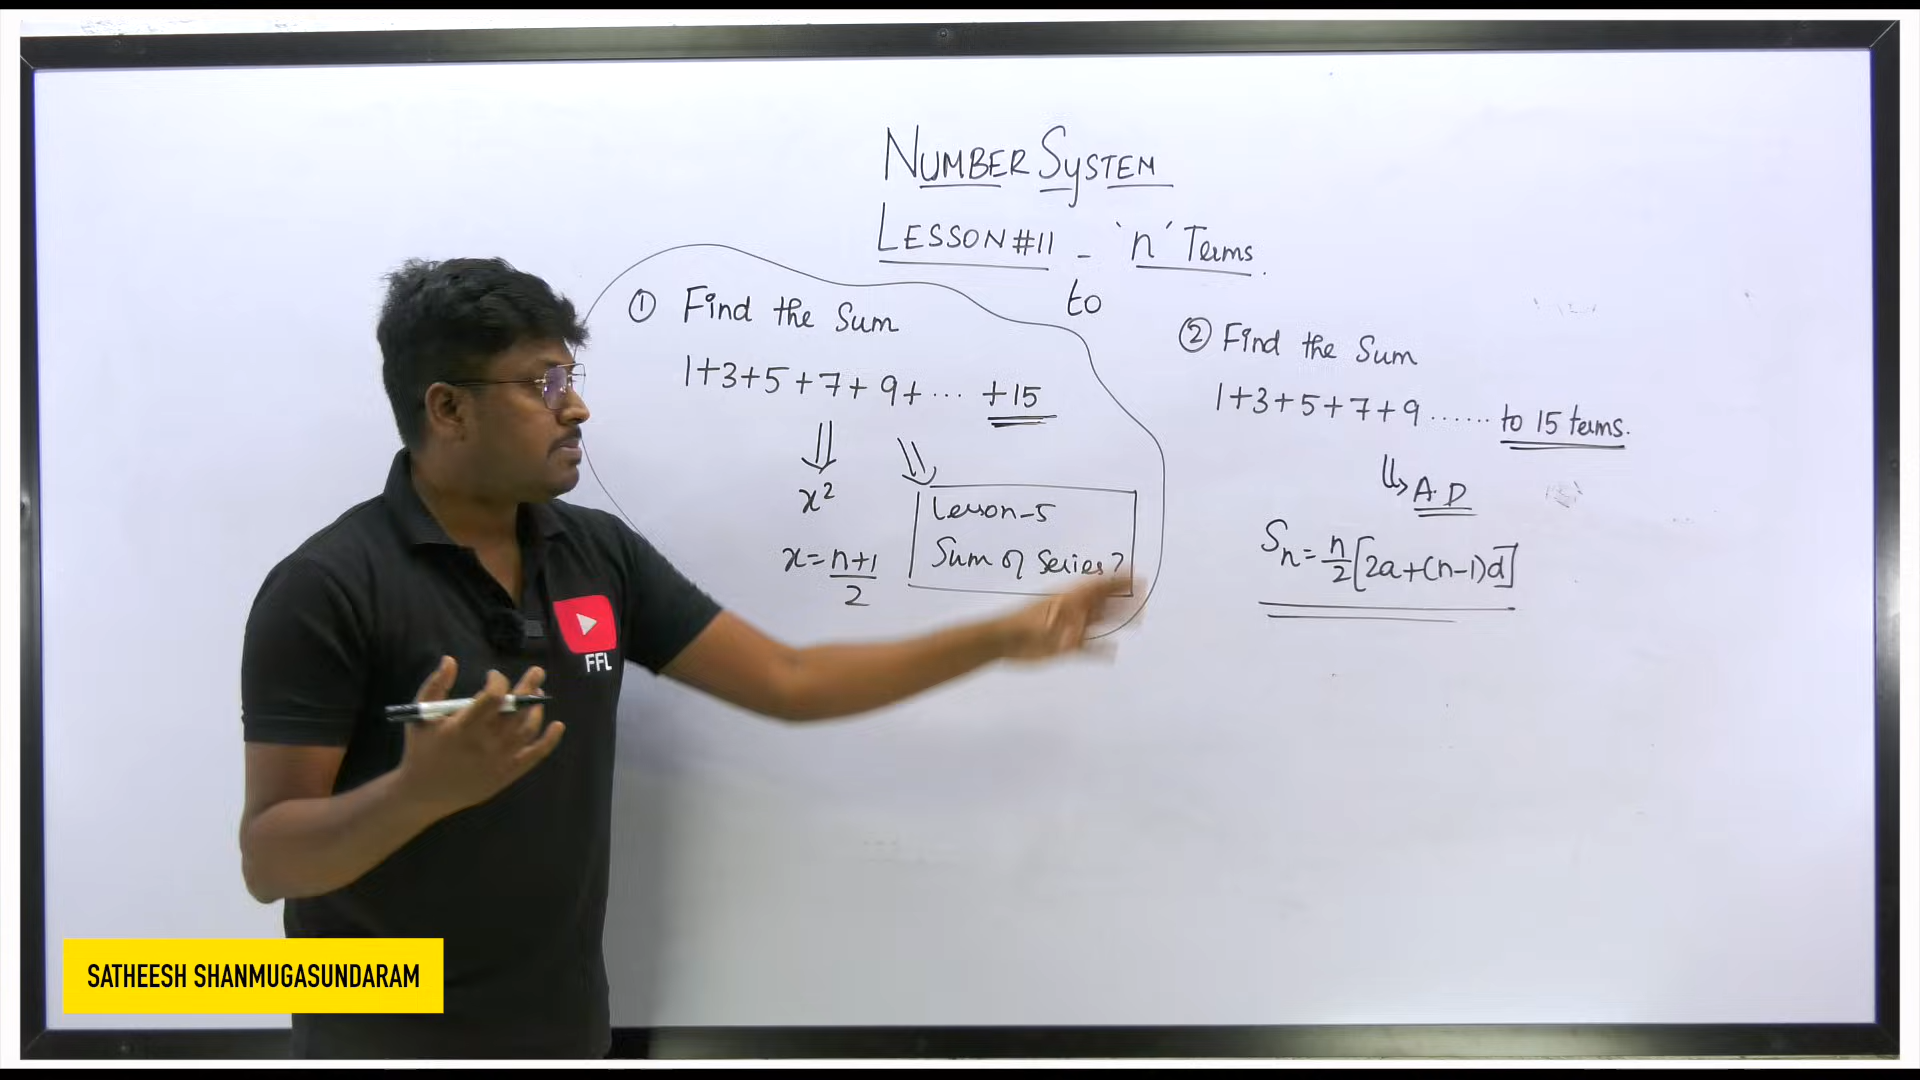 NUMBER SYSTEM
LESSON #11 - 'n' Terms.
to
① Find the Sum
1+3+5+7+9+ ... +15
x²
x = n+1/2
Lesson-5
Sum of Series?
② Find the Sum
1+3+5+7+9 ...... to 15 terms.
A.D
Sn = n/2 [2a+(n-1)d]
FFL
SATHEESH SHANMUGASUNDARAM